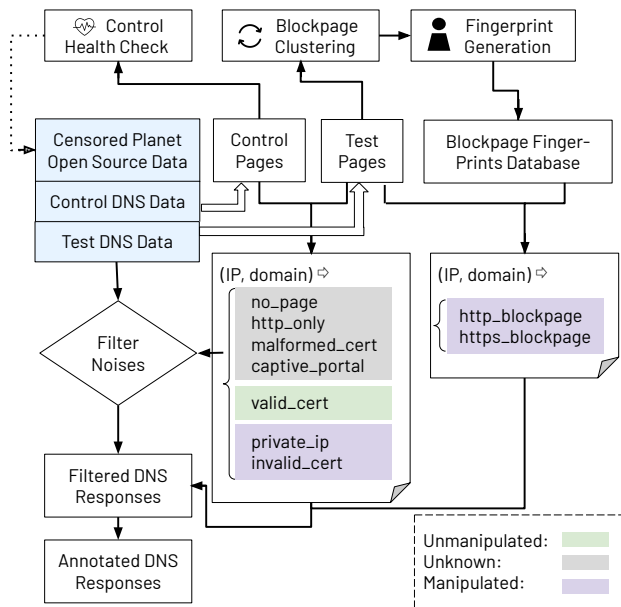 Control
Health Check
Blockpage
Clustering
Fingerprint
Generation
Censored Planet
Open Source Data
Control DNS Data
Test DNS Data
Control
Pages
Test
Pages
Blockpage Finger-
Prints Database
(IP, domain) ⇨
no_page
http_only
malformed_cert
captive_portal
valid_cert
private_ip
invalid_cert
(IP, domain) ⇨
http_blockpage
https_blockpage
Filter
Noises
Filtered DNS
Responses
Annotated DNS
Responses
Unmanipulated:
Unknown:
Manipulated: